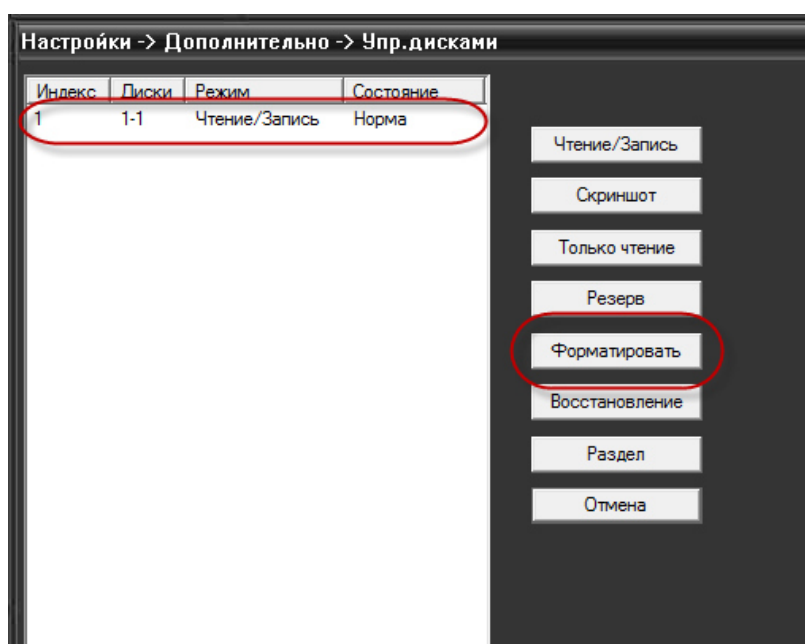 Настройки -> Дополнительно -> Упр.дисками
Индекс Диски Режим Состояние
1 1-1 Чтение/Запись Норма
Чтение/Запись
Скриншот
Только чтение
Резерв
Форматировать
Восстановление
Раздел
Отмена